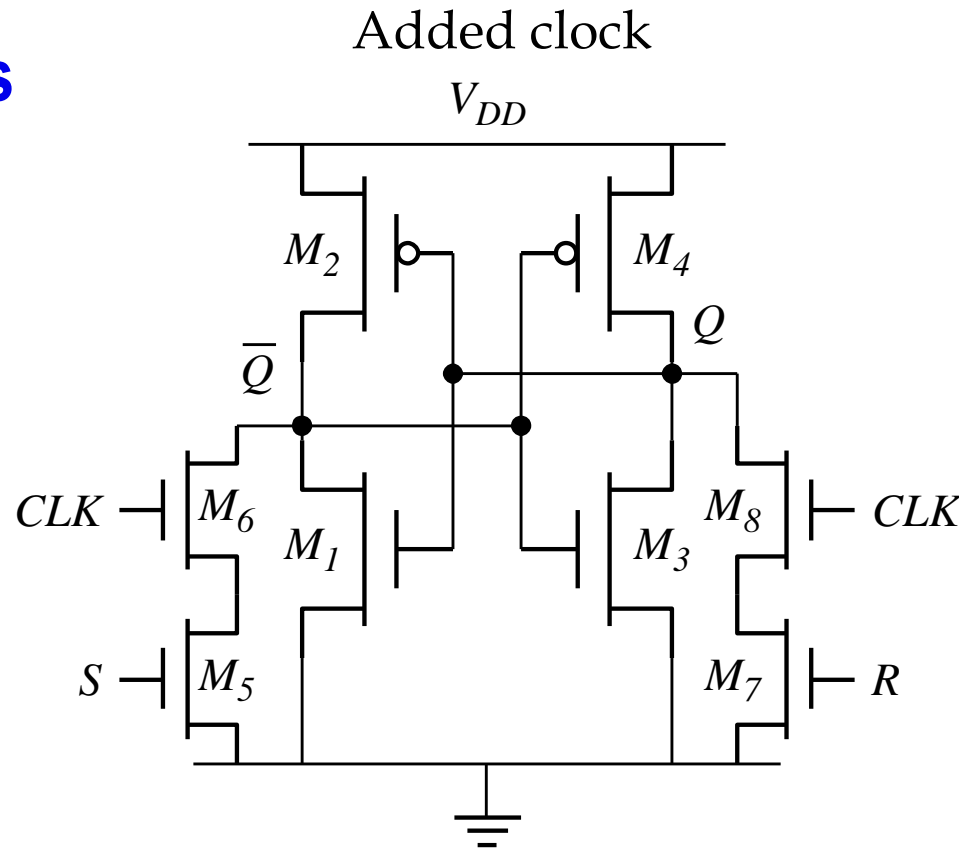 Added clock
s
V_DD
M_2
M_4
Q
Q̅
CLK
M_6
M_1
M_3
M_8
CLK
S
M_5
M_7
R